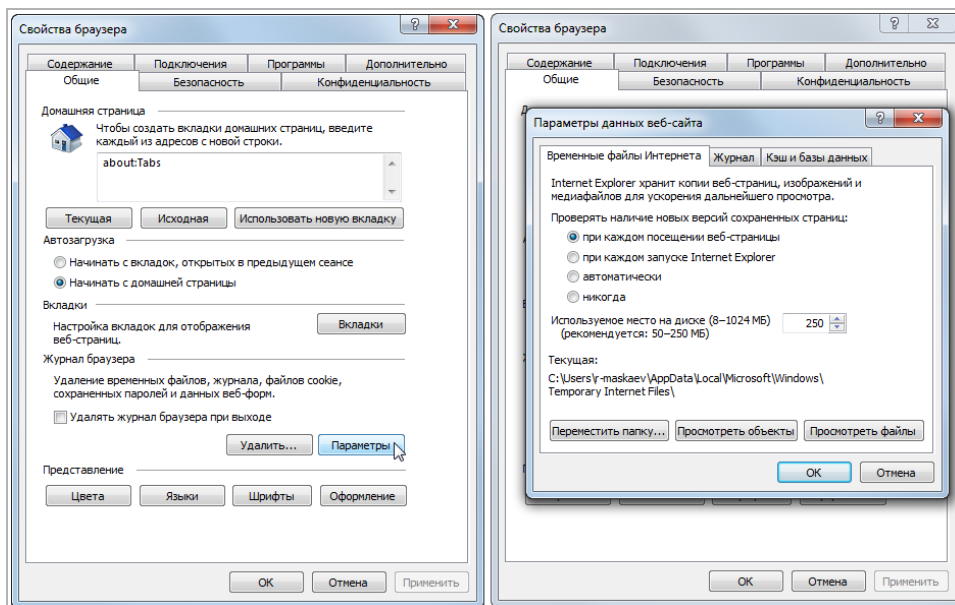 Свойства браузера
Содержание Подключения Программы Дополнительно
Общие Безопасность Конфиденциальность
Домашняя страница
Чтобы создать вкладки домашних страниц, введите
каждый из адресов с новой строки.
about:Tabs
Текущая Исходная Использовать новую вкладку
Автозагрузка
Начинать с вкладок, открытых в предыдущем сеансе
Начинать с домашней страницы
Вкладки
Настройка вкладок для отображения
веб-страниц.
Вкладки
Журнал браузера
Удаление временных файлов, журнала, файлов cookie,
сохраненных паролей и данных веб-форм.
Удалять журнал браузера при выходе
Удалить... Параметры
Представление
Цвета Языки Шрифты Оформление
ОК Отмена Применить
Свойства браузера
Содержание Подключения Программы Дополнительно
Общие Безопасность Конфиденциальность
Параметры данных веб-сайта
Временные файлы Интернета Журнал Кэш и базы данных
Internet Explorer хранит копии веб-страниц, изображений и
медиафайлов для ускорения дальнейшего просмотра.
Проверять наличие новых версий сохраненных страниц:
при каждом посещении веб-страницы
при каждом запуске Internet Explorer
автоматически
никогда
Используемое место на диске (8–1024 МБ)
(рекомендуется: 50–250 МБ)
250
Текущая:
C:\Users\r-maskaev\AppData\Local\Microsoft\Windows\
Temporary Internet Files\
Переместить папку... Просмотреть объекты Просмотреть файлы
ОК Отмена
ОК Отмена Применить